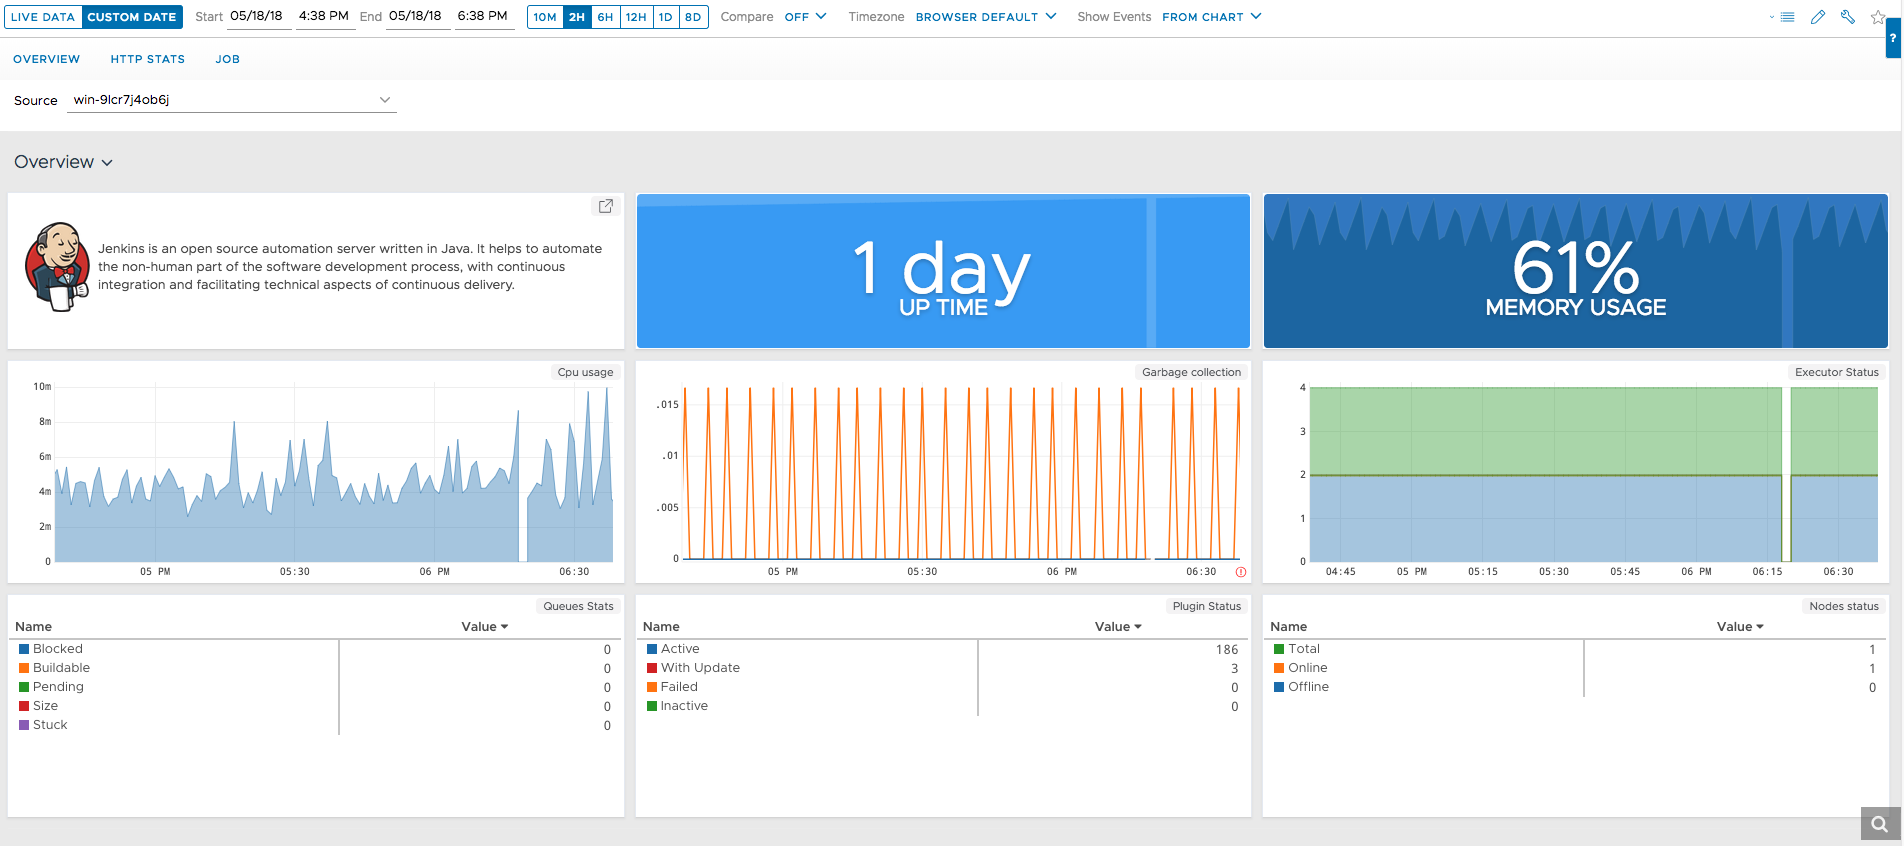 LIVE DATA CUSTOM DATE Start 05/18/18 4:38 PM End 05/18/18 6:38 PM 10M 2H 6H 12H 1D 8D Compare OFF Timezone BROWSER DEFAULT Show Events FROM CHART
?
OVERVIEW HTTP STATS JOB
Source win-9lcr7j4ob6j
Overview
Jenkins is an open source automation server written in Java. It helps to automate
the non-human part of the software development process, with continuous
integration and facilitating technical aspects of continuous delivery.
1 day
UP TIME
61%
MEMORY USAGE
Cpu usage
10m
8m
6m
4m
2m
0
05 PM 05:30 06 PM 06:30
Garbage collection
.015
.01
.005
0
05 PM 05:30 06 PM 06:30
Executor Status
4
3
2
1
0
04:45 05 PM 05:15 05:30 05:45 06 PM 06:15 06:30
Queues Stats
Name Value
Blocked 0
Buildable 0
Pending 0
Size 0
Stuck 0
Plugin Status
Name Value
Active 186
With Update 3
Failed 0
Inactive 0
Nodes status
Name Value
Total 1
Online 1
Offline 0